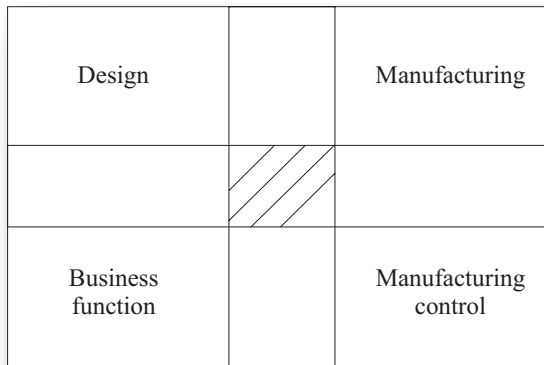 Design
Manufacturing
Business
function
Manufacturing
control